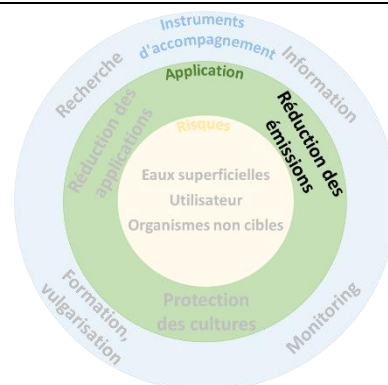 Instruments
d'accompagnement
Recherche
Information
Application
Réduction des
applications
Réduction des
émissions
Risques
Eaux superficielles
Utilisateur
Organismes non cibles
Protection
des cultures
Formation,
vulgarisation
Monitoring